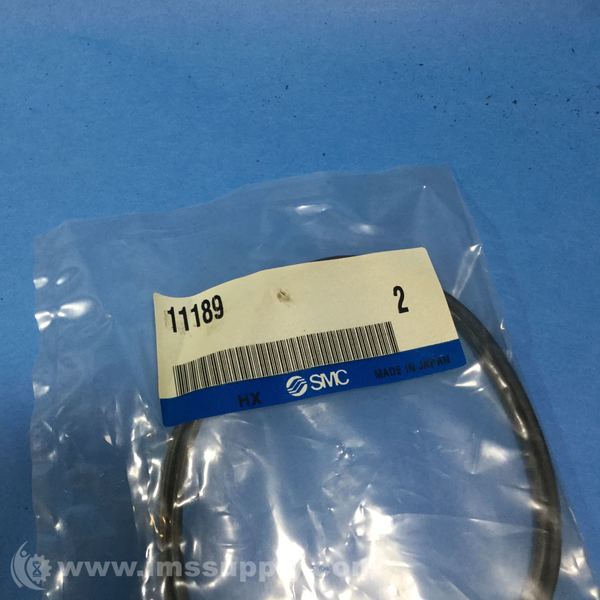 11189 2
HX SMC MADE IN JAPAN
www.imssupply.com